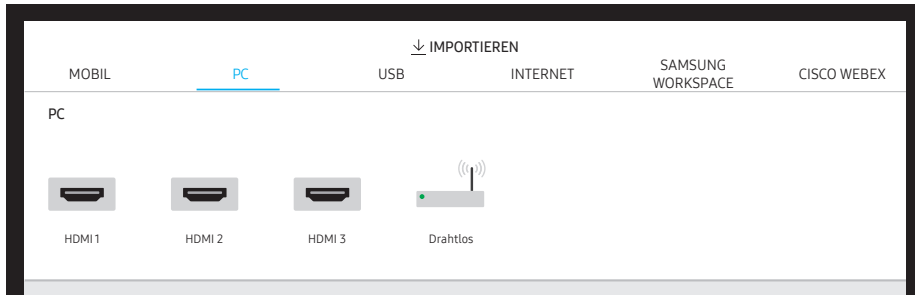 IMPORTIEREN
MOBIL PC USB INTERNET SAMSUNG WORKSPACE CISCO WEBEX
PC
HDMI 1 HDMI 2 HDMI 3 Drahtlos